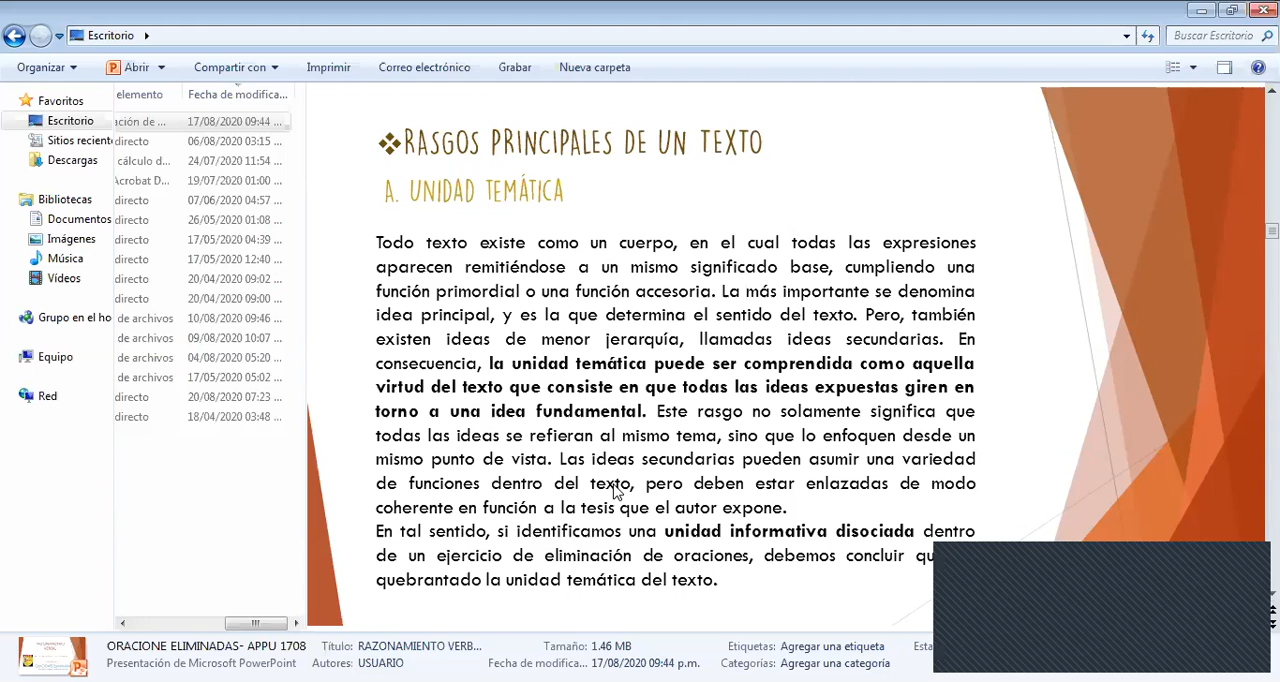 Escritorio
Buscar Escritorio
Organizar
Abrir
Compartir con
Imprimir
Correo electrónico
Grabar
Nueva carpeta
Favoritos
Escritorio
Sitios recient
Descargas
Bibliotecas
Documentos
Imágenes
Música
Vídeos
Grupo en el ho
Equipo
Red
elemento Fecha de modifica...
ación de ... 17/08/2020 09:44 ...
directo 06/08/2020 03:15 ...
cálculo d... 24/07/2020 11:54 ...
Acrobat D... 19/07/2020 01:00 ...
directo 07/06/2020 04:57 ...
directo 26/05/2020 01:08 ...
directo 17/05/2020 04:39 ...
directo 17/05/2020 12:40 ...
directo 20/04/2020 09:02 ...
directo 20/04/2020 09:00 ...
de archivos 10/08/2020 09:46 ...
de archivos 09/08/2020 10:07 ...
de archivos 04/08/2020 05:20 ...
de archivos 17/05/2020 05:02 ...
directo 20/08/2020 07:23 ...
directo 18/04/2020 03:48 ...
❖RASGOS PRINCIPALES DE UN TEXTO
A. UNIDAD TEMÁTICA
Todo texto existe como un cuerpo, en el cual todas las expresiones
aparecen remitiéndose a un mismo significado base, cumpliendo una
función primordial o una función accesoria. La más importante se denomina
idea principal, y es la que determina el sentido del texto. Pero, también
existen ideas de menor jerarquía, llamadas ideas secundarias. En
consecuencia, la unidad temática puede ser comprendida como aquella
virtud del texto que consiste en que todas las ideas expuestas giren en
torno a una idea fundamental. Este rasgo no solamente significa que
todas las ideas se refieran al mismo tema, sino que lo enfoquen desde un
mismo punto de vista. Las ideas secundarias pueden asumir una variedad
de funciones dentro del texto, pero deben estar enlazadas de modo
coherente en función a la tesis que el autor expone.
En tal sentido, si identificamos una unidad informativa disociada dentro
de un ejercicio de eliminación de oraciones, debemos concluir qu
quebrantado la unidad temática del texto.
ORACIONE ELIMINADAS- APPU 1708
Presentación de Microsoft PowerPoint
Título: RAZONAMIENTO VERB...
Autores: USUARIO
Tamaño: 1.46 MB
Fecha de modifica... 17/08/2020 09:44 p.m.
Etiquetas: Agregar una etiqueta
Categorías: Agregar una categoría
Esta